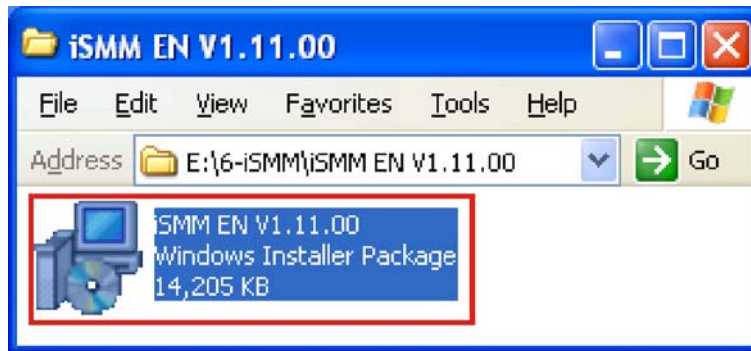 iSMM EN V1.11.00
File Edit View Favorites Tools Help
Address E:\6-iSMM\iSMM EN V1.11.00 Go
iSMM EN V1.11.00
Windows Installer Package
14,205 KB